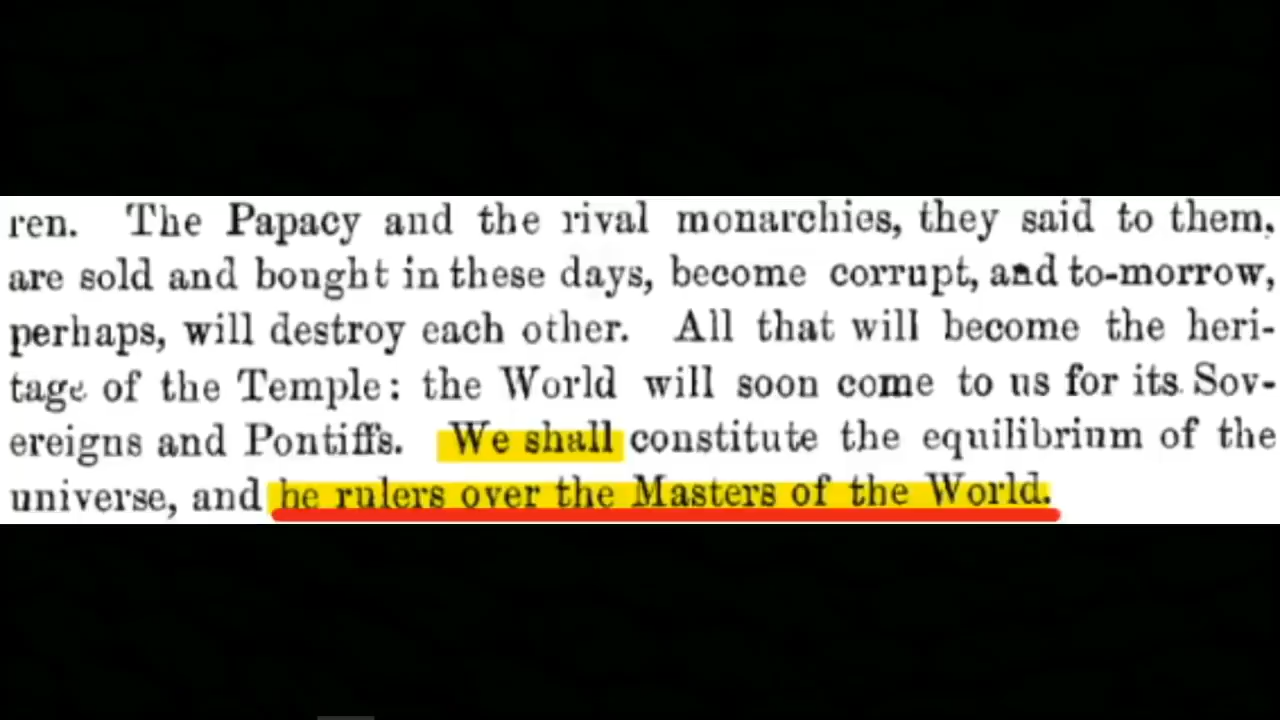 ren. The Papacy and the rival monarchies, they said to them,
are sold and bought in these days, become corrupt, and to-morrow,
perhaps, will destroy each other. All that will become the heri-
tage of the Temple: the World will soon come to us for its Sov-
ereigns and Pontiffs. We shall constitute the equilibrium of the
universe, and be rulers over the Masters of the World.